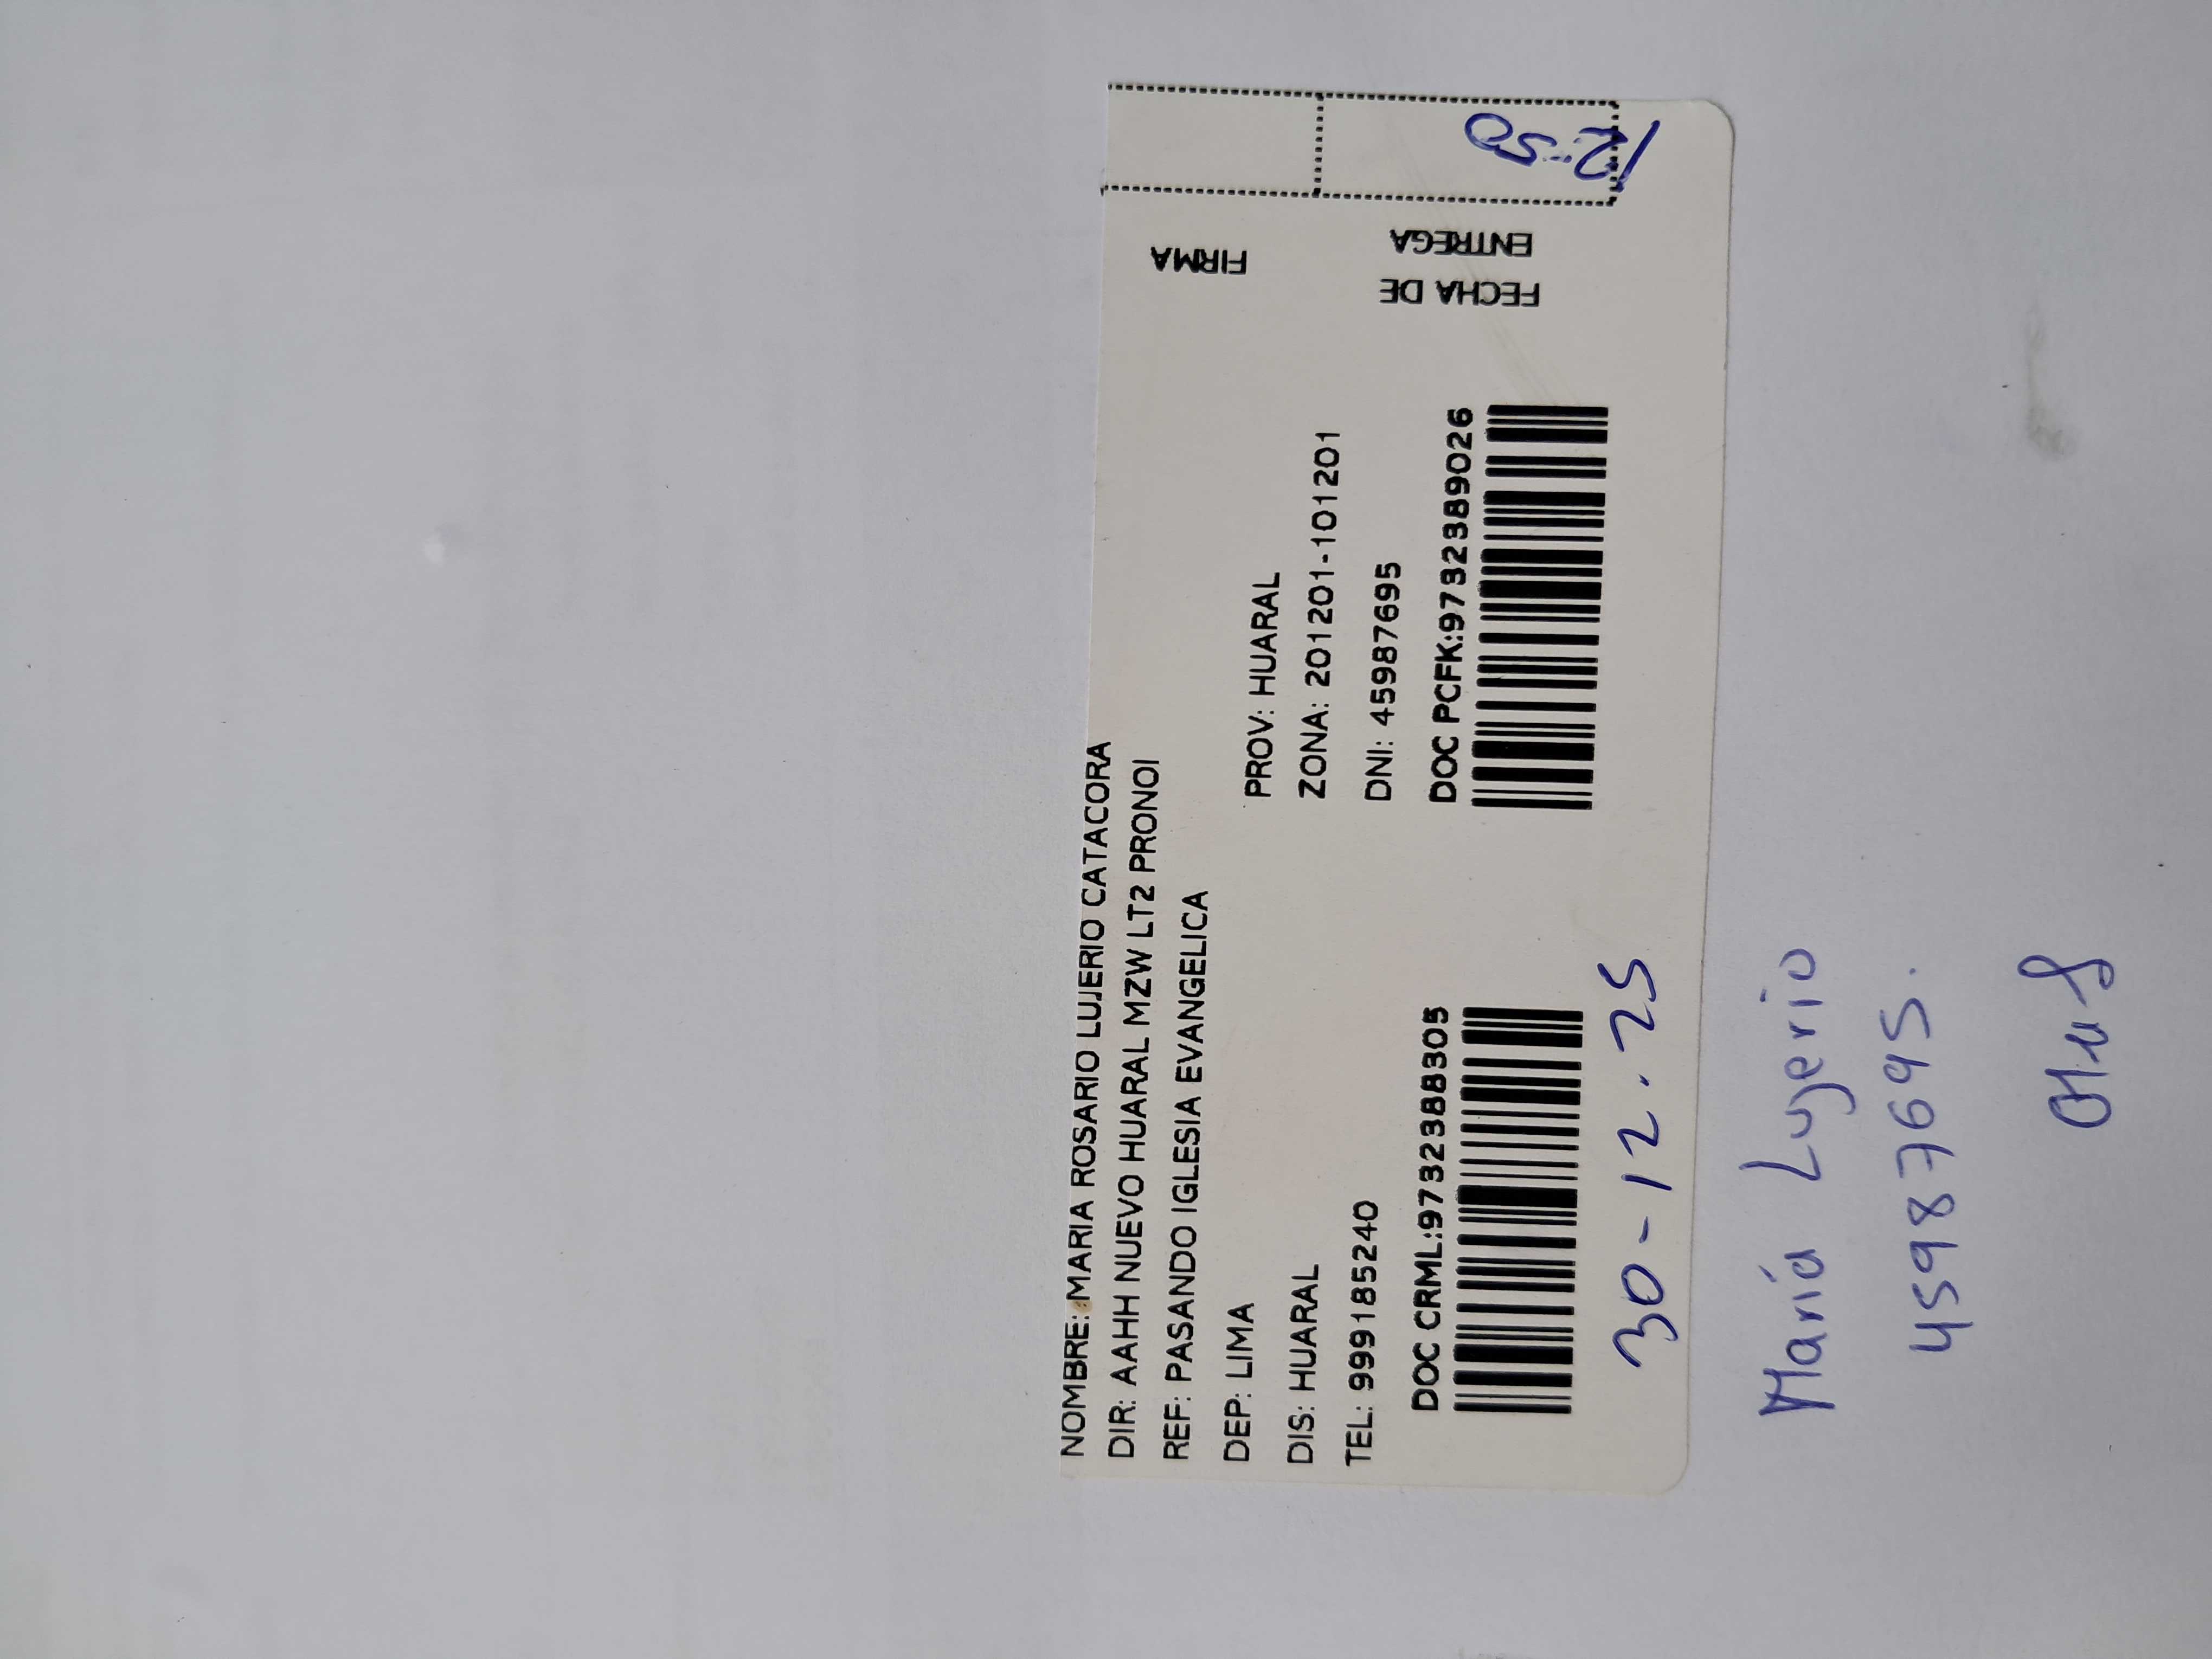 NOMBRE: MARIA ROSARIO LUJERIO CATACORA
DIR: AAHH NUEVO HUARAL MZW LT2 PRONOI
REF: PASANDO IGLESIA EVANGELICA
DEP: LIMA
PROV: HUARAL
DIS: HUARAL
ZONA: 201201-101201
TEL: 999185240
DNI: 45987695
DOC CRML:9732388305
DOC PCFK:9732389026
FIRMA
FECHA DE
ENTREGA
12:50
30-12.25
María Lujerio
45987695.